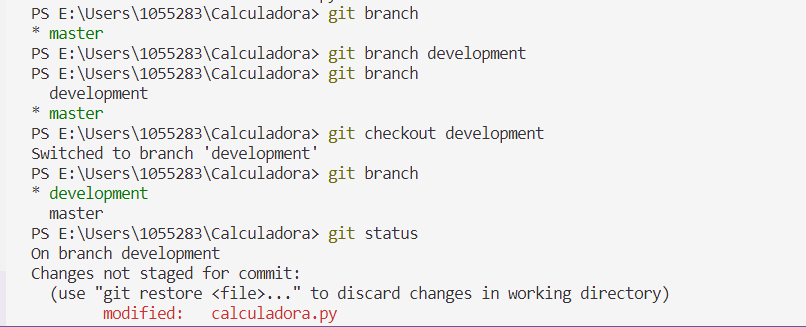 PS E:\Users\1055283\Calculadora> git branch
* master
PS E:\Users\1055283\Calculadora> git branch development
PS E:\Users\1055283\Calculadora> git branch
  development
* master
PS E:\Users\1055283\Calculadora> git checkout development
Switched to branch 'development'
PS E:\Users\1055283\Calculadora> git branch
* development
  master
PS E:\Users\1055283\Calculadora> git status
On branch development
Changes not staged for commit:
  (use "git restore <file>..." to discard changes in working directory)
        modified:   calculadora.py